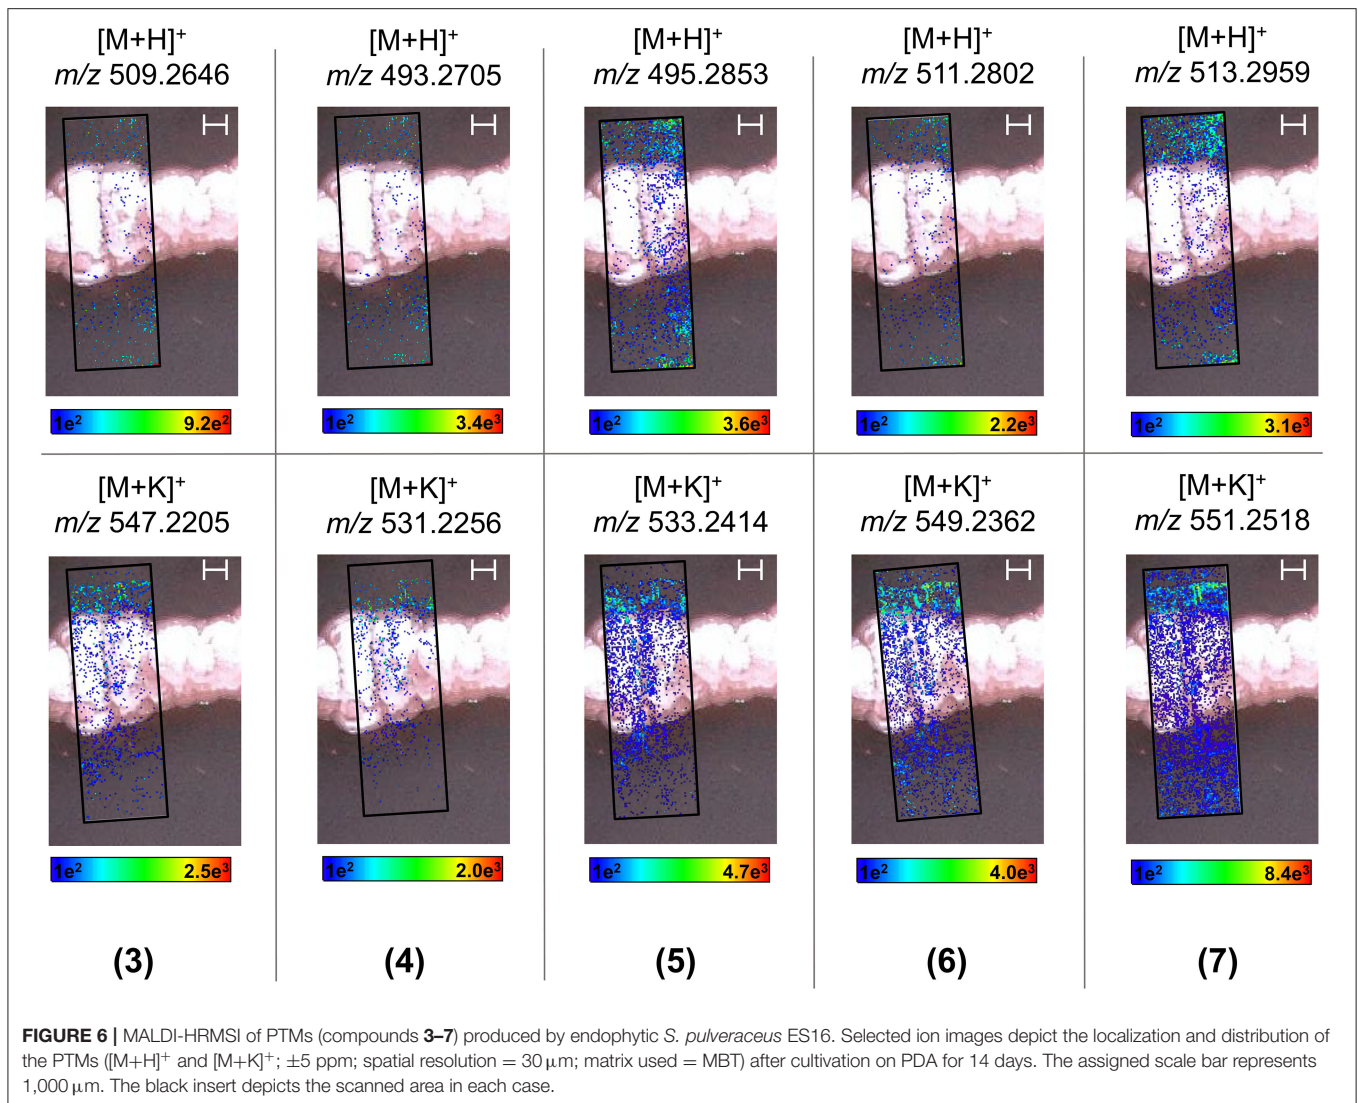 [M+H]⁺ [M+H]⁺ [M+H]⁺ [M+H]⁺ [M+H]⁺
m/z 509.2646 m/z 493.2705 m/z 495.2853 m/z 511.2802 m/z 513.2959
1e² 9.2e² 1e² 3.4e³ 1e² 3.6e³ 1e² 2.2e³ 1e² 3.1e³
[M+K]⁺ [M+K]⁺ [M+K]⁺ [M+K]⁺ [M+K]⁺
m/z 547.2205 m/z 531.2256 m/z 533.2414 m/z 549.2362 m/z 551.2518
1e² 2.5e³ 1e² 2.0e³ 1e² 4.7e³ 1e² 4.0e³ 1e² 8.4e³
(3) (4) (5) (6) (7)
FIGURE 6 | MALDI-HRMSI of PTMs (compounds 3–7) produced by endophytic S. pulveraceus ES16. Selected ion images depict the localization and distribution of
the PTMs ([M+H]⁺ and [M+K]⁺; ±5 ppm; spatial resolution = 30 μm; matrix used = MBT) after cultivation on PDA for 14 days. The assigned scale bar represents
1,000 μm. The black insert depicts the scanned area in each case.